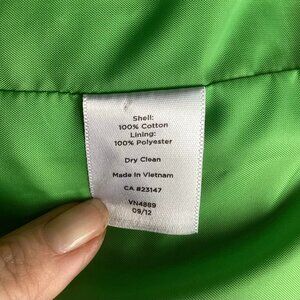 Shell:
100% Cotton
Lining:
100% Polyester
Dry Clean
Made In Vietnam
CA #23147
VN4889
09/12